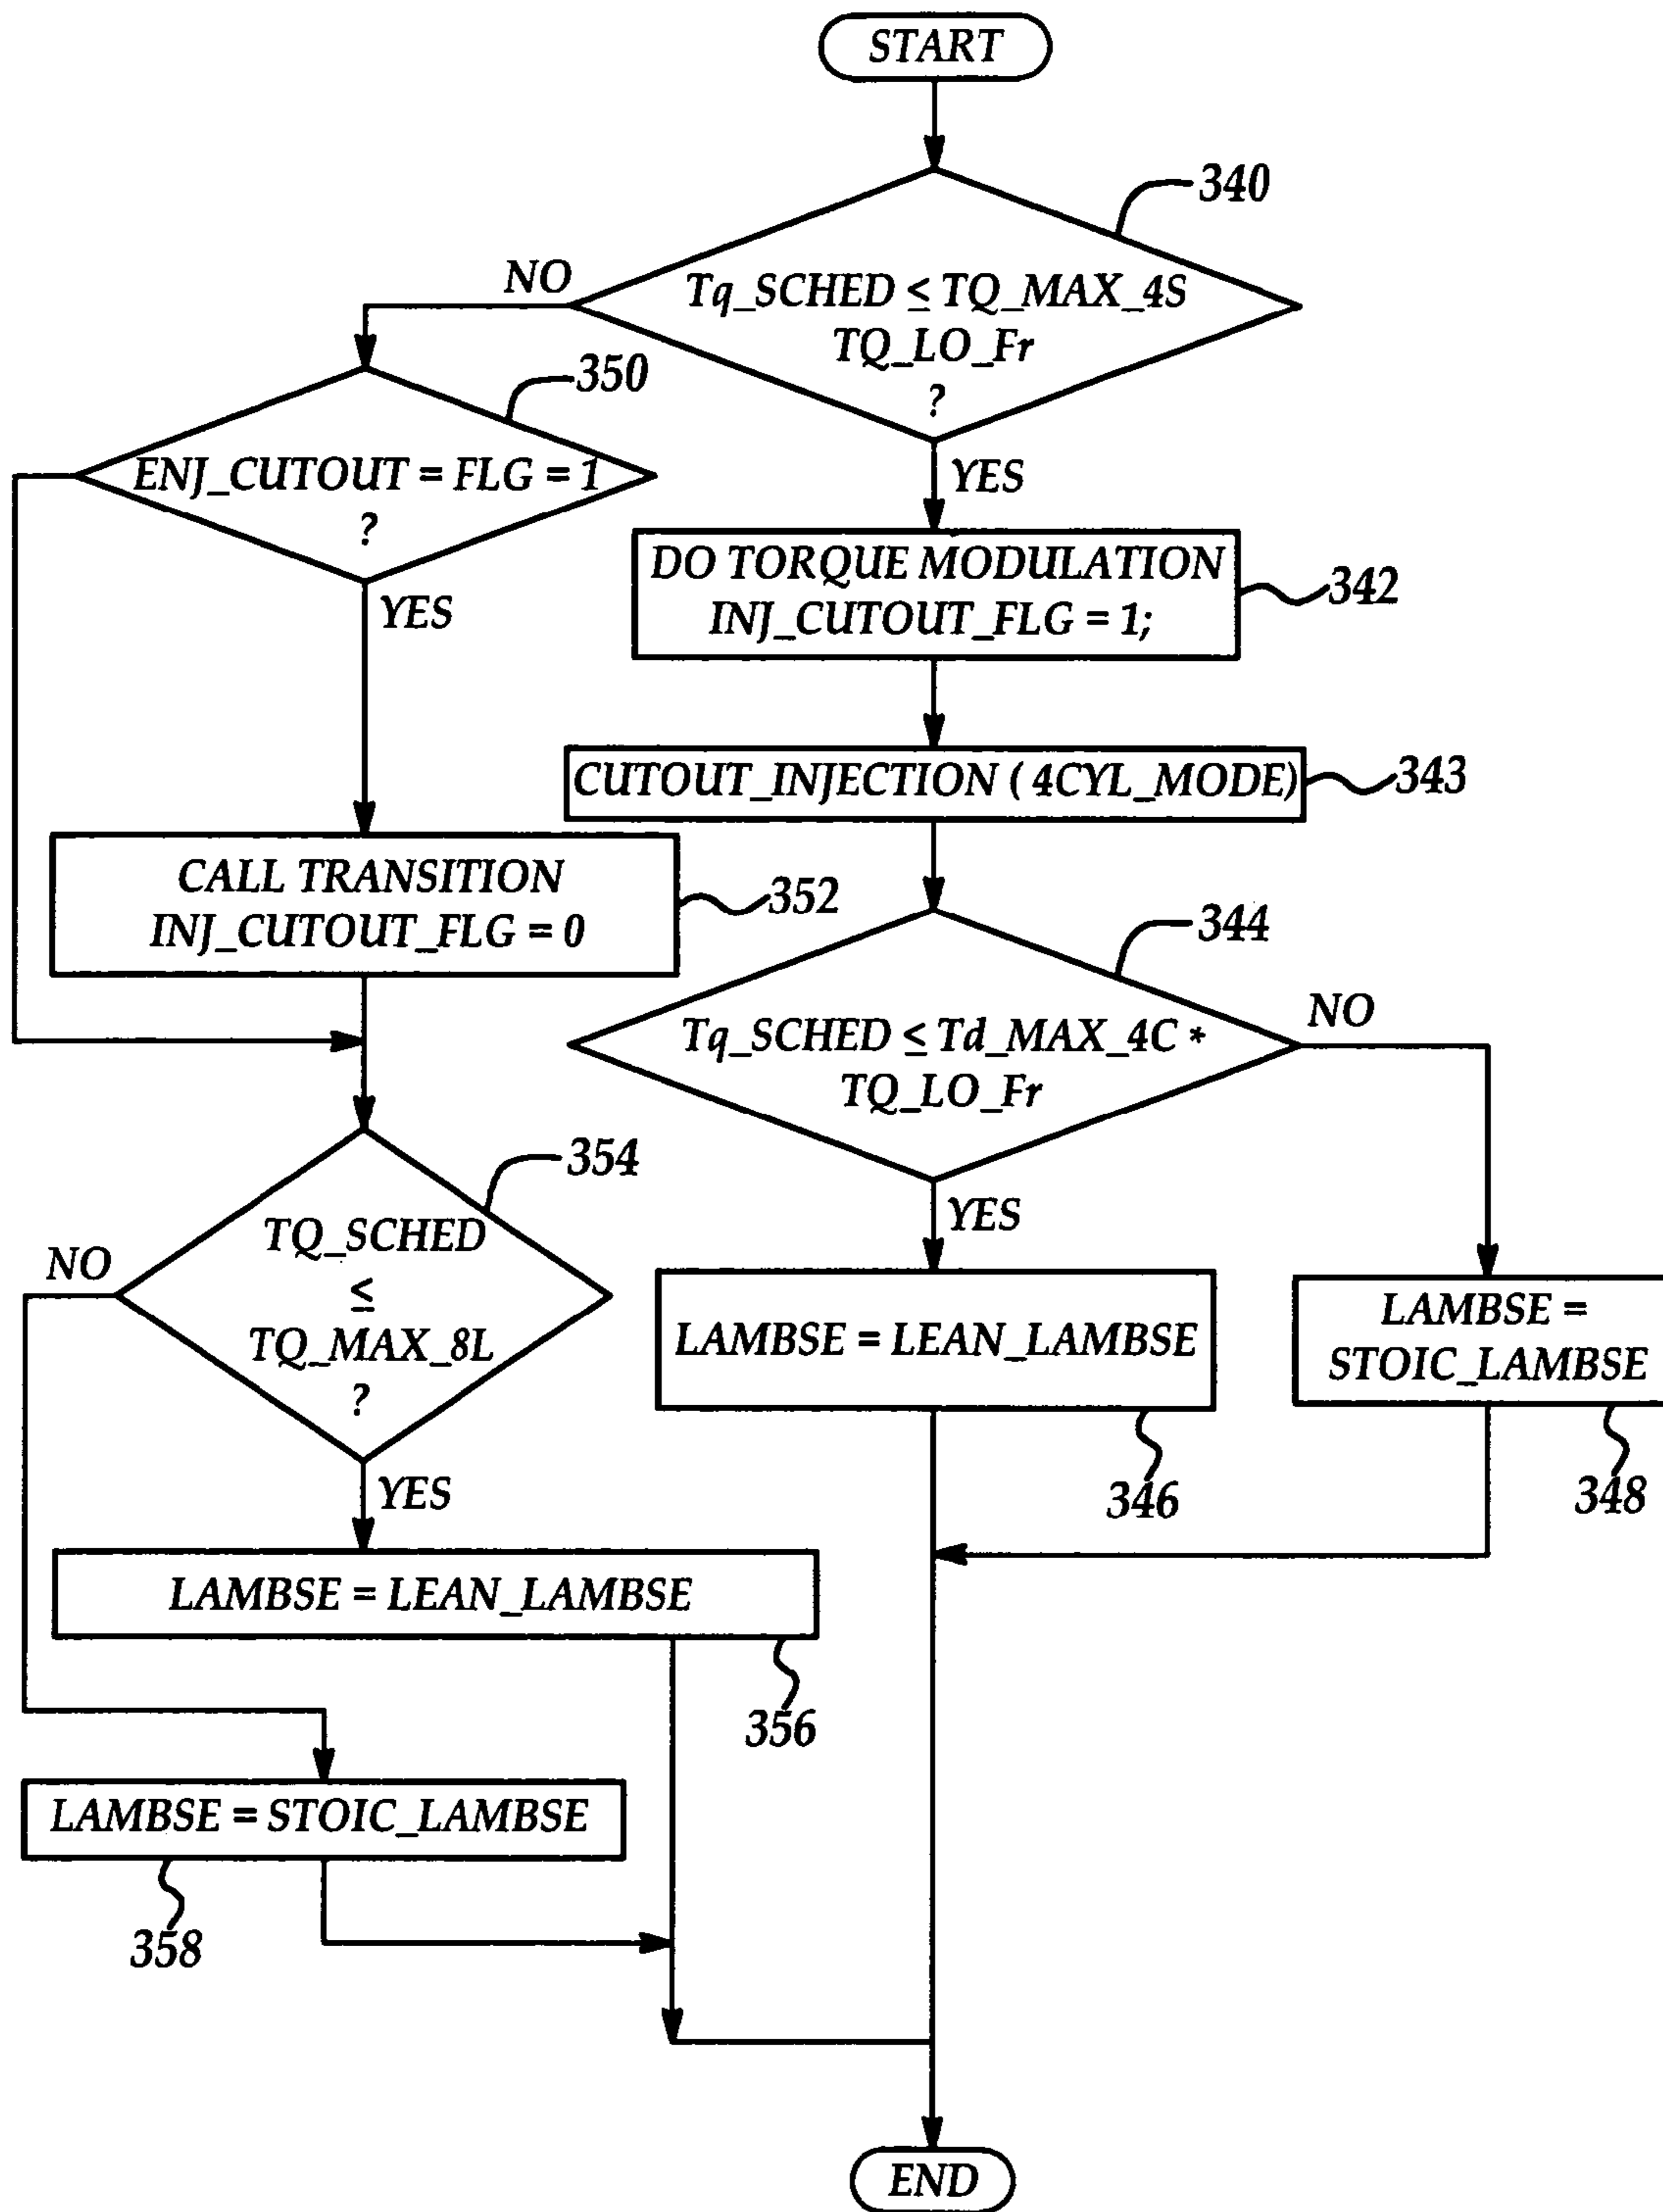 START
340
NO
Tq_SCHED ≤ TQ_MAX_4S
TQ_LO_Fr
?
350
ENJ_CUTOUT = FLG = 1
?
YES
YES
DO TORQUE MODULATION
INJ_CUTOUT_FLG = 1;
342
CUTOUT_INJECTION ( 4CYL_MODE)
343
CALL TRANSITION
INJ_CUTOUT_FLG = 0
352
344
Tq_SCHED ≤ Td_MAX_4C *
TQ_LO_Fr
NO
354
TQ_SCHED
≤
TQ_MAX_8L
?
NO
YES
YES
LAMBSE = LEAN_LAMBSE
346
LAMBSE =
STOIC_LAMBSE
348
LAMBSE = LEAN_LAMBSE
356
LAMBSE = STOIC_LAMBSE
358
END